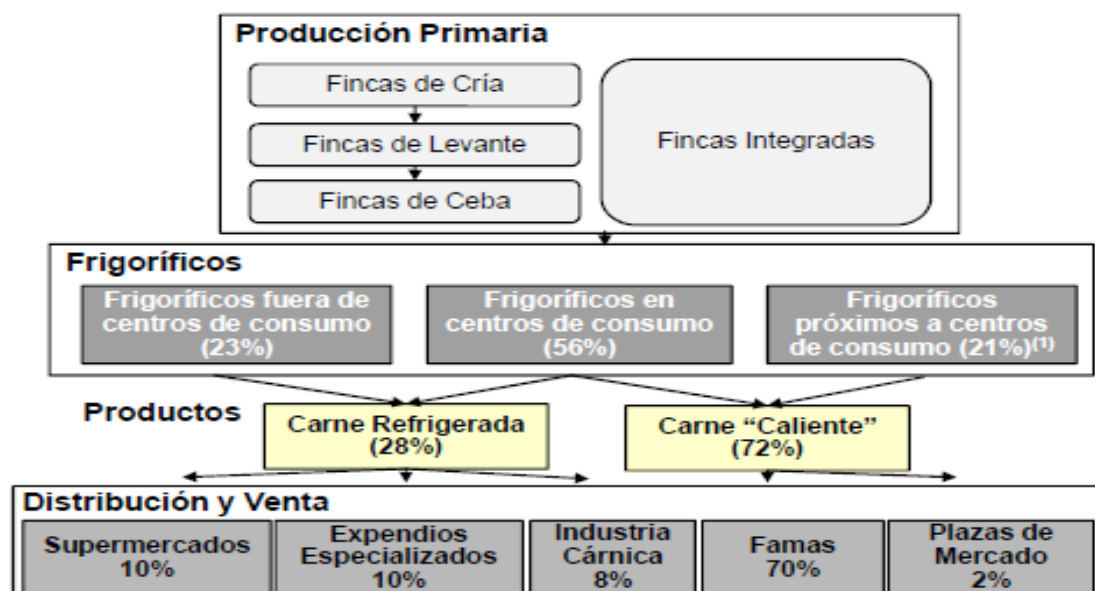 Producción Primaria
Fincas de Cría
Fincas de Levante
Fincas de Ceba
Fincas Integradas
Frigoríficos
Frigoríficos fuera de
centros de consumo
(23%)
Frigoríficos en
centros de consumo
(56%)
Frigoríficos
próximos a centros
de consumo (21%)(1)
Productos
Carne Refrigerada
(28%)
Carne “Caliente”
(72%)
Distribución y Venta
Supermercados
10%
Expendios
Especializados
10%
Industria
Cárnica
8%
Famas
70%
Plazas de
Mercado
2%